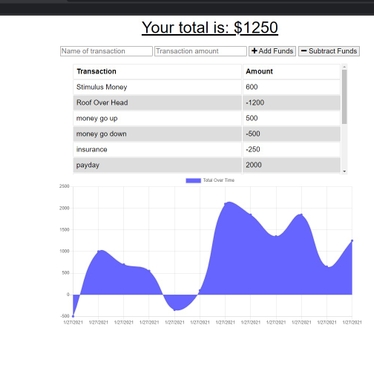 Your total is: $1250
Name of transaction Transaction amount + Add Funds − Subtract Funds
Transaction Amount
Stimulus Money 600
Roof Over Head -1200
money go up 500
money go down -500
insurance -250
payday 2000
Total Over Time
2500
2000
1500
1000
500
0
-500
1/27/2021 1/27/2021 1/27/2021 1/27/2021 1/27/2021 1/27/2021 1/27/2021 1/27/2021 1/27/2021 1/27/2021 1/27/2021 1/27/2021